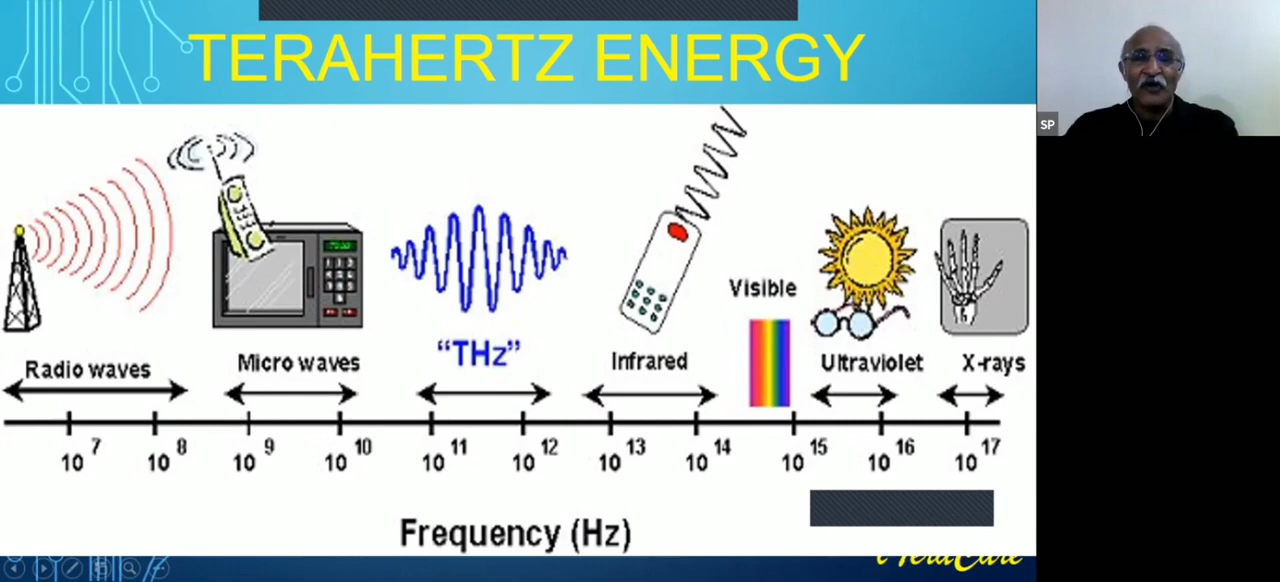 TERAHERTZ ENERGY
SP
Visible
"THz"
Radio waves
Micro waves
Infrared
Ultraviolet
X-rays
10 7
10 8
10 9
10 10
10 11
10 12
10 13
10 14
10 15
10 16
10 17
Frequency (Hz)